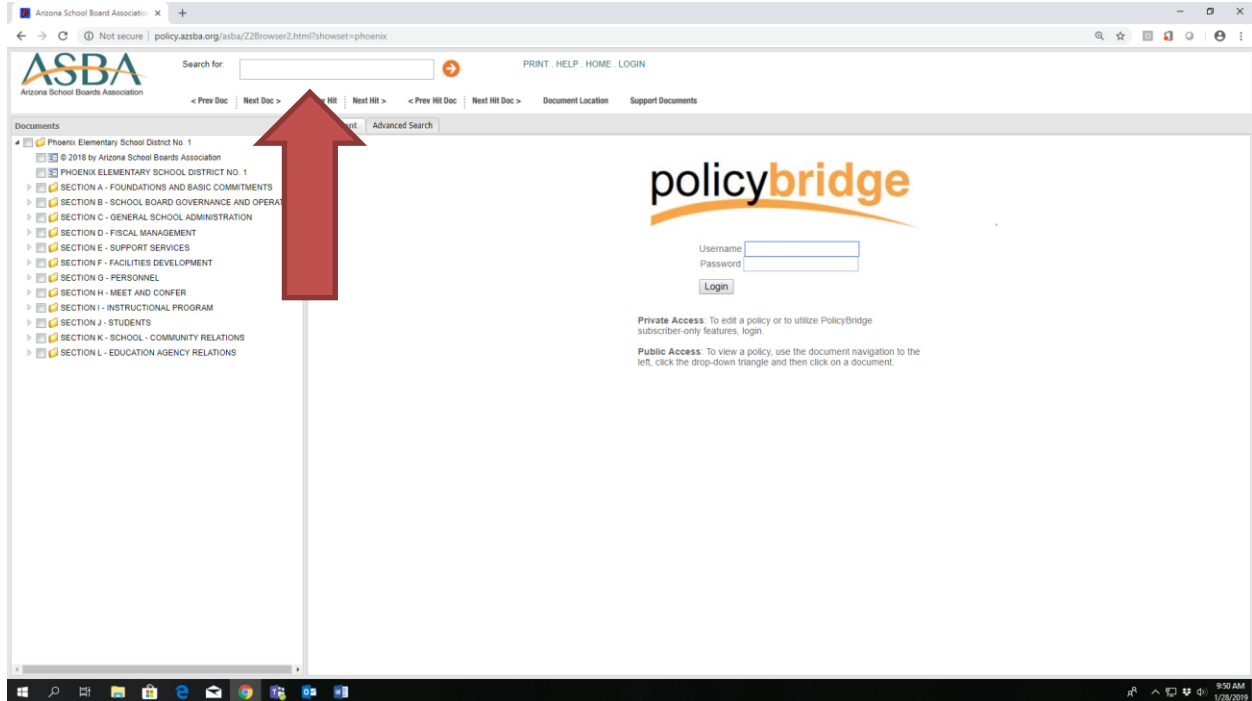 Arizona School Board Association
Not secure | policy.azsba.org/asba/Z2Browser2.html?showset=phoenix
ASBA
Arizona School Boards Association
Search for:
PRINT . HELP . HOME . LOGIN
< Prev Doc Next Doc > Hit Next Hit > < Prev Hit Doc Next Hit Doc > Document Location Support Documents
Documents
Advanced Search
Phoenix Elementary School District No. 1
© 2018 by Arizona School Boards Association
PHOENIX ELEMENTARY SCHOOL DISTRICT NO. 1
SECTION A - FOUNDATIONS AND BASIC COMMITMENTS
SECTION B - SCHOOL BOARD GOVERNANCE AND OPERAT
SECTION C - GENERAL SCHOOL ADMINISTRATION
SECTION D - FISCAL MANAGEMENT
SECTION E - SUPPORT SERVICES
SECTION F - FACILITIES DEVELOPMENT
SECTION G - PERSONNEL
SECTION H - MEET AND CONFER
SECTION I - INSTRUCTIONAL PROGRAM
SECTION J - STUDENTS
SECTION K - SCHOOL - COMMUNITY RELATIONS
SECTION L - EDUCATION AGENCY RELATIONS
policybridge
Username
Password
Login
Private Access: To edit a policy or to utilize PolicyBridge
subscriber-only features, login.
Public Access: To view a policy, use the document navigation to the
left, click the drop-down triangle and then click on a document.
9:50 AM
1/28/2019